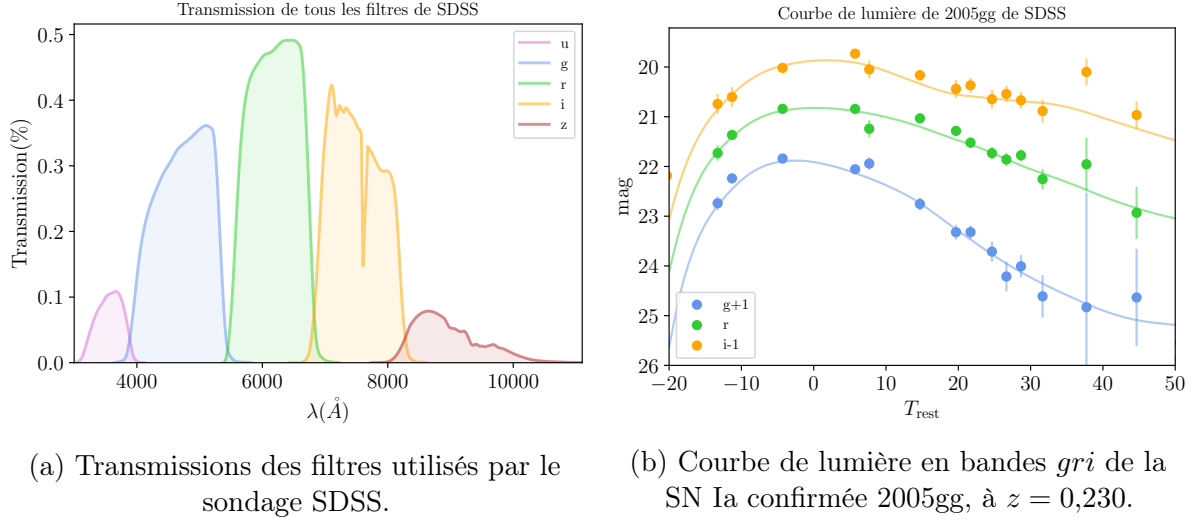 Transmission de tous les filtres de SDSS
Transmission(%)
0.5
0.4
0.3
0.2
0.1
0.0
u
g
r
i
z
4000 6000 8000 10000
λ(Å)
(a) Transmissions des filtres utilisés par le
sondage SDSS.
Courbe de lumière de 2005gg de SDSS
mag
20
21
22
23
24
25
26
g+1
r
i-1
−20 −10 0 10 20 30 40 50
T_rest
(b) Courbe de lumière en bandes gri de la
SN Ia confirmée 2005gg, à z = 0,230.